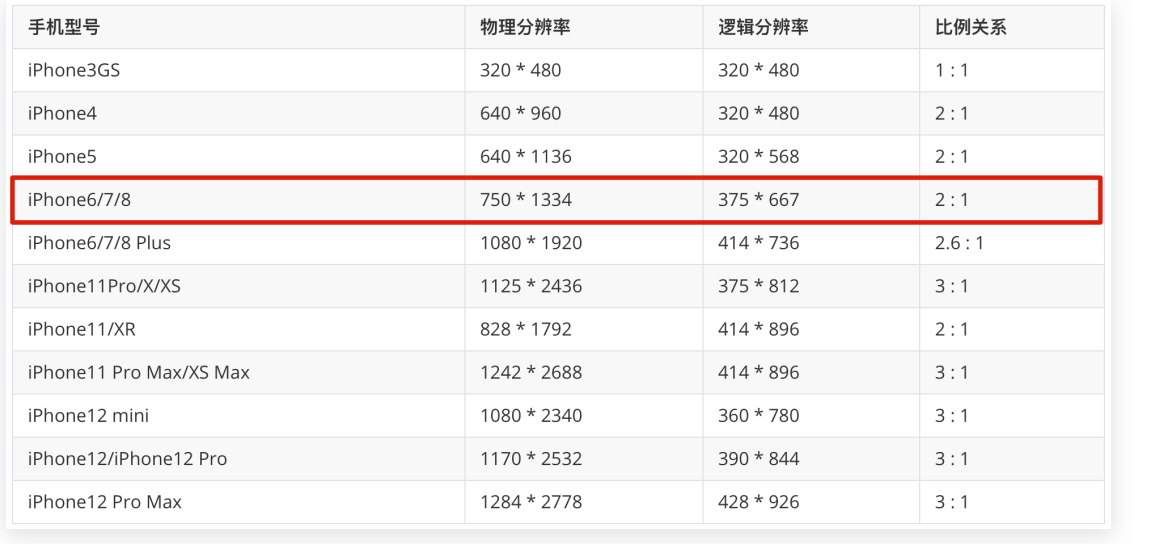 手机型号 物理分辨率 逻辑分辨率 比例关系
iPhone3GS 320 * 480 320 * 480 1 : 1
iPhone4 640 * 960 320 * 480 2 : 1
iPhone5 640 * 1136 320 * 568 2 : 1
iPhone6/7/8 750 * 1334 375 * 667 2 : 1
iPhone6/7/8 Plus 1080 * 1920 414 * 736 2.6 : 1
iPhone11Pro/X/XS 1125 * 2436 375 * 812 3 : 1
iPhone11/XR 828 * 1792 414 * 896 2 : 1
iPhone11 Pro Max/XS Max 1242 * 2688 414 * 896 3 : 1
iPhone12 mini 1080 * 2340 360 * 780 3 : 1
iPhone12/iPhone12 Pro 1170 * 2532 390 * 844 3 : 1
iPhone12 Pro Max 1284 * 2778 428 * 926 3 : 1